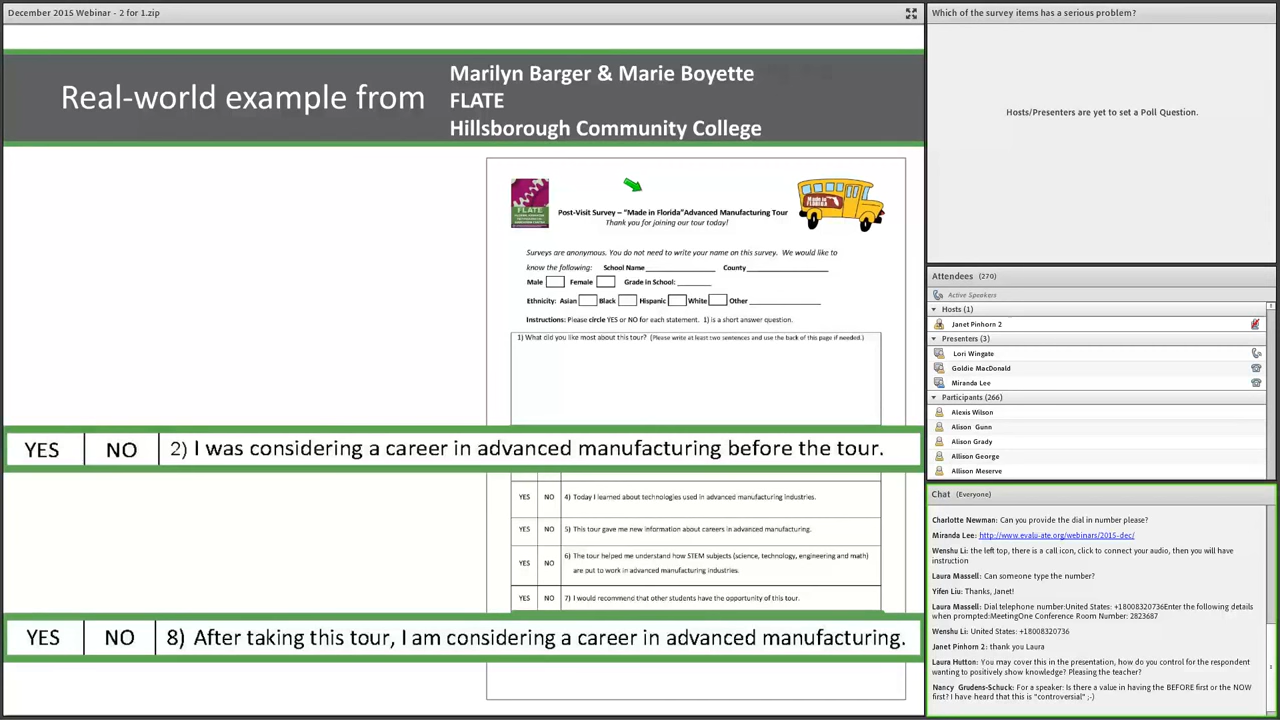 December 2015 Webinar - 2 for 1.zip
Real-world example from
Marilyn Barger & Marie Boyette
FLATE
Hillsborough Community College
FLATE
Made in Florida
Post-Visit Survey – "Made in Florida"Advanced Manufacturing Tour
Thank you for joining our tour today!
Surveys are anonymous. You do not need to write your name on this survey. We would like to
know the following: School Name County
Male Female Grade in School:
Ethnicity: Asian Black Hispanic White Other
Instructions: Please circle YES or NO for each statement. 1) is a short answer question.
1) What did you like most about this tour? (Please write at least two sentences and use the back of this page if needed.)
YES NO 2) I was considering a career in advanced manufacturing before the tour.
YES NO 4) Today I learned about technologies used in advanced manufacturing industries.
YES NO 5) This tour gave me new information about careers in advanced manufacturing.
YES NO 6) The tour helped me understand how STEM subjects (science, technology, engineering and math)
are put to work in advanced manufacturing industries.
YES NO 7) I would recommend that other students have the opportunity of this tour.
YES NO 8) After taking this tour, I am considering a career in advanced manufacturing.
Which of the survey items has a serious problem?
Hosts/Presenters are yet to set a Poll Question.
Attendees (270)
Active Speakers
Hosts (1)
Janet Pinhorn 2
Presenters (3)
Lori Wingate
Goldie MacDonald
Miranda Lee
Participants (266)
Alexis Wilson
Alison Gunn
Alison Grady
Allison George
Allison Meserve
Chat (Everyone)
Charlotte Newman: Can you provide the dial in number please?
Miranda Lee: http://www.evalu-ate.org/webinars/2015-dec/
Wenshu Li: the left top, there is a call icon, click to connect your audio, then you will have
instruction
Laura Massell: Can someone type the number?
Yifen Liu: Thanks, Janet!
Laura Massell: Dial telephone number:United States: +18008320736Enter the following details
when prompted:MeetingOne Conference Room Number: 2823687
Wenshu Li: United States: +18008320736
Janet Pinhorn 2: thank you Laura
Laura Hutton: You may cover this in the presentation, how do you control for the respondent
wanting to positively show knowledge? Pleasing the teacher?
Nancy Grudens-Schuck: For a speaker: Is there a value in having the BEFORE first or the NOW
first? I have heard that this is "controversial" ;-)